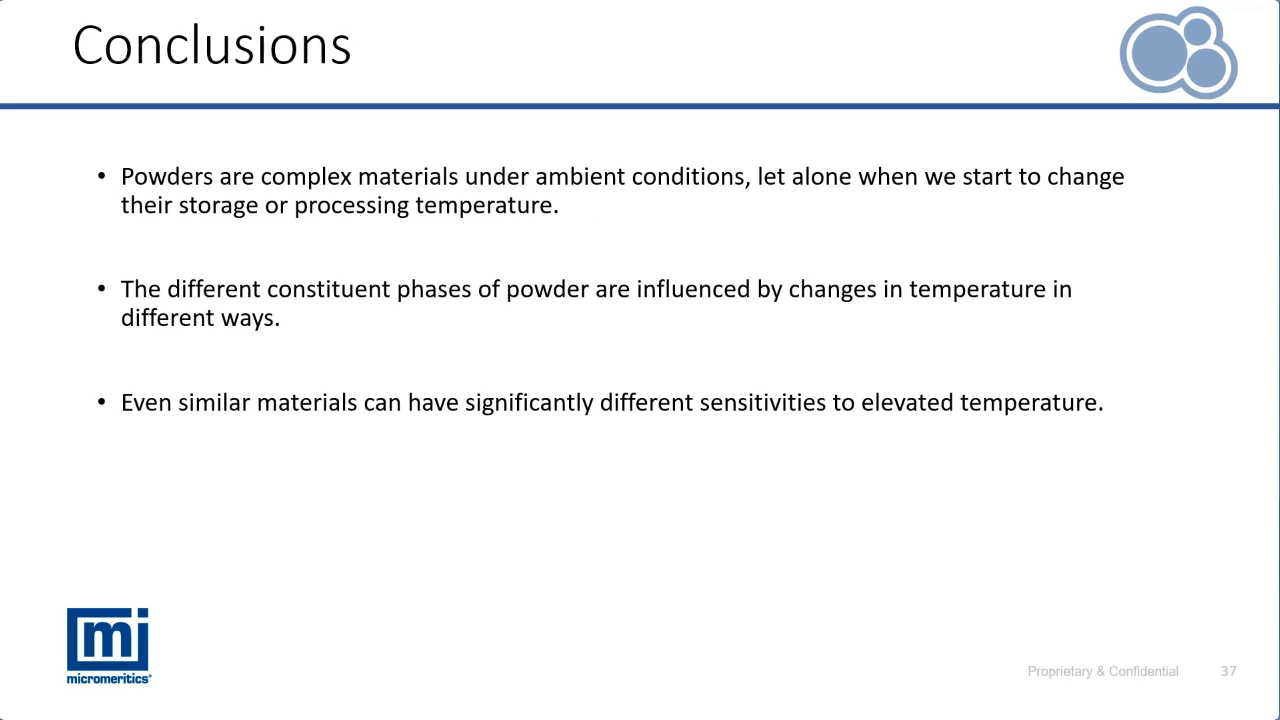 Conclusions
• Powders are complex materials under ambient conditions, let alone when we start to change
their storage or processing temperature.
• The different constituent phases of powder are influenced by changes in temperature in
different ways.
• Even similar materials can have significantly different sensitivities to elevated temperature.
mi
micromeritics®
Proprietary & Confidential 37